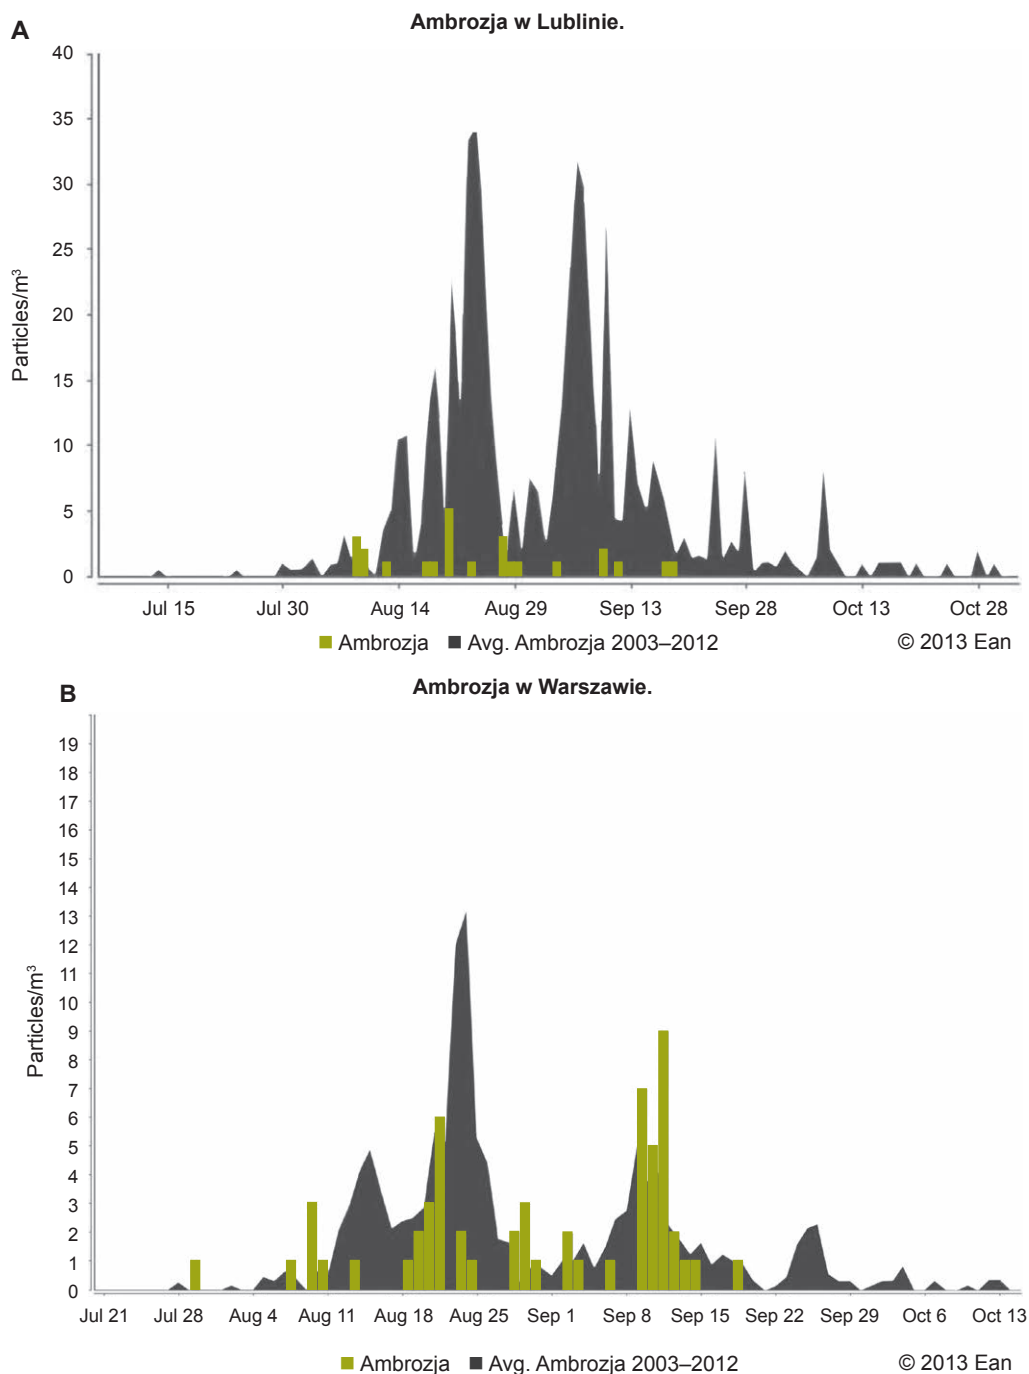 A
Ambrozja w Lublinie.
40
35
30
25
20
15
10
5
0
Particles/m³
Jul 15 Jul 30 Aug 14 Aug 29 Sep 13 Sep 28 Oct 13 Oct 28
Ambrozja Avg. Ambrozja 2003–2012 © 2013 Ean
B
Ambrozja w Warszawie.
19
18
17
16
15
14
13
12
11
10
9
8
7
6
5
4
3
2
1
0
Particles/m³
Jul 21 Jul 28 Aug 4 Aug 11 Aug 18 Aug 25 Sep 1 Sep 8 Sep 15 Sep 22 Sep 29 Oct 6 Oct 13
Ambrozja Avg. Ambrozja 2003–2012 © 2013 Ean